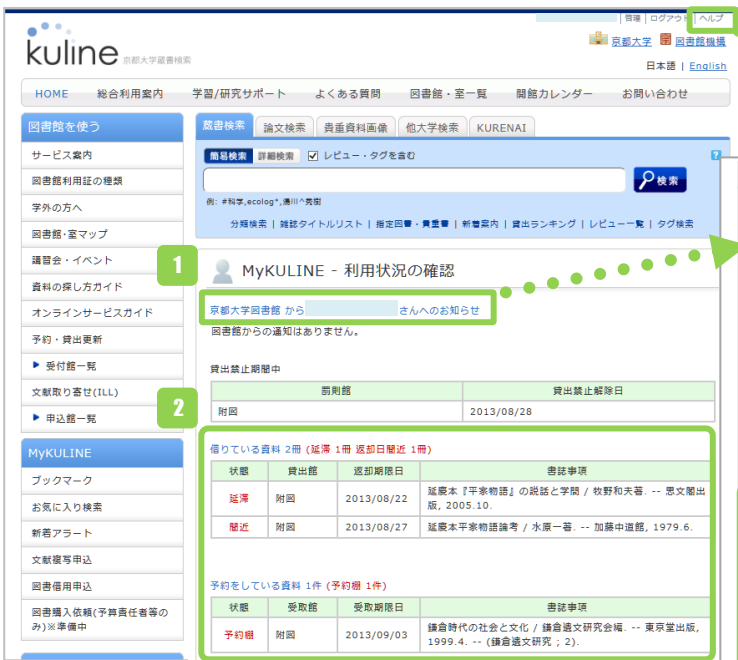 管理 | ログアウト | ヘルプ
京都大学 図書館機構
kuline 京都大学蔵書検索
日本語 | English
HOME 総合利用案内 学習/研究サポート よくある質問 図書館・室一覧 開館カレンダー お問い合わせ
図書館を使う
サービス案内
図書館利用証の種類
学外の方へ
図書館・室マップ
講習会・イベント
資料の探し方ガイド
オンラインサービスガイド
予約・貸出更新
▶ 受付館一覧
文献取り寄せ(ILL)
▶ 申込館一覧
MyKULINE
ブックマーク
お気に入り検索
新着アラート
文献複写申込
図書借用申込
図書購入依頼(予算責任者等の
み)※準備中
蔵書検索 論文検索 貴重資料画像 他大学検索 KURENAI
簡易検索 詳細検索 レビュー・タグを含む ?
検索
例: #科学,ecolog*,湯川^秀樹
分類検索 | 雑誌タイトルリスト | 指定図書・貴重書 | 新着案内 | 貸出ランキング | レビュー一覧 | タグ検索
1
MyKULINE - 利用状況の確認
京都大学図書館 から さんへのお知らせ
図書館からの通知はありません。
貸出禁止期間中
罰則館 貸出禁止解除日
附図 2013/08/28
2
借りている資料 2冊 (延滞 1冊 返却日間近 1冊)
状態 貸出館 返却期限日 書誌事項
延滞 附図 2013/08/22 延慶本『平家物語』の説話と学問 / 牧野和夫著. -- 思文閣出
版, 2005.10.
間近 附図 2013/08/27 延慶本平家物語論考 / 水原一著. -- 加藤中道館, 1979.6.
予約をしている資料 1件 (予約棚 1件)
状態 受取館 受取期限日 書誌事項
予約棚 附図 2013/09/03 鎌倉時代の社会と文化 / 鎌倉遺文研究会編. -- 東京堂出版,
1999.4. -- (鎌倉遺文研究 ; 2).